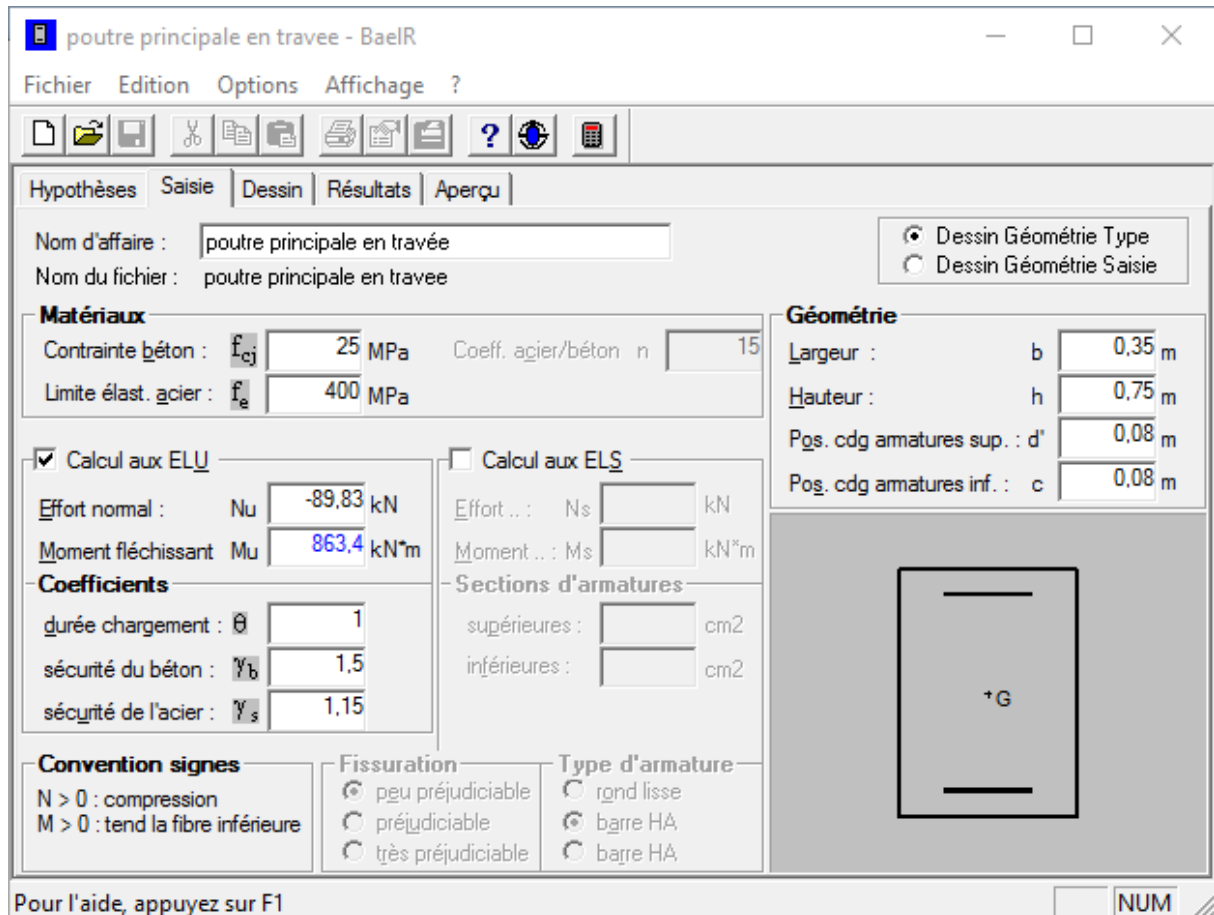 poutre principale en travee - BaelR
Fichier Edition Options Affichage ?
?
Hypothèses Saisie Dessin Résultats Aperçu
Nom d'affaire : poutre principale en travée
Nom du fichier : poutre principale en travee
Dessin Géométrie Type
Dessin Géométrie Saisie
Matériaux
Contrainte béton : fcj 25 MPa Coeff. acier/béton n 15
Limite élast. acier : fe 400 MPa
Géométrie
Largeur : b 0,35 m
Hauteur : h 0,75 m
Pos. cdg armatures sup. : d' 0,08 m
Pos. cdg armatures inf. : c 0,08 m
Calcul aux ELU
Effort normal : Nu -89,83 kN
Moment fléchissant Mu 863,4 kN*m
Coefficients
durée chargement : θ 1
sécurité du béton : γb 1,5
sécurité de l'acier : γs 1,15
Calcul aux ELS
Effort .. : Ns kN
Moment .. : Ms kN*m
Sections d'armatures
supérieures : cm2
inférieures : cm2
+G
Convention signes
N > 0 : compression
M > 0 : tend la fibre inférieure
Fissuration
peu préjudiciable
préjudiciable
très préjudiciable
Type d'armature
rond lisse
barre HA
barre HA
Pour l'aide, appuyez sur F1
NUM